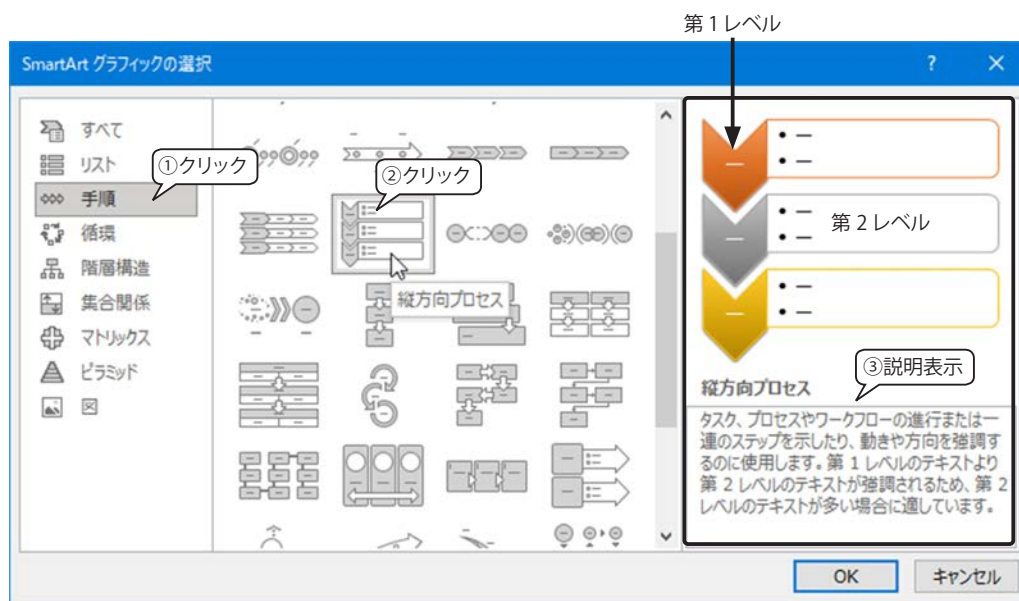 第1レベル
SmartArt グラフィックの選択
?
すべて
リスト
手順
循環
階層構造
集合関係
マトリックス
ピラミッド
図
①クリック
②クリック
縦方向プロセス
第2レベル
③説明表示
縦方向プロセス
タスク、プロセスやワークフローの進行または一
連のステップを示したり、動きや方向を強調す
るのに使用します。第 1 レベルのテキストより
第 2 レベルのテキストが強調されるため、第 2
レベルのテキストが多い場合に適しています。
OK
キャンセル